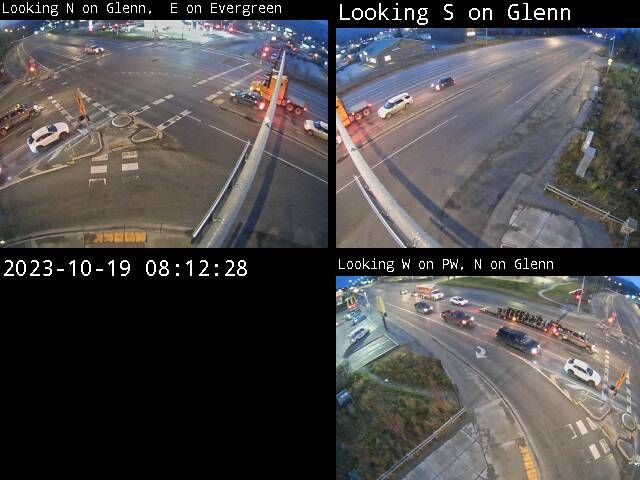 Looking N on Glenn, E on Evergreen
Looking S on Glenn
2023-10-19 08:12:28
Looking W on PW, N on Glenn